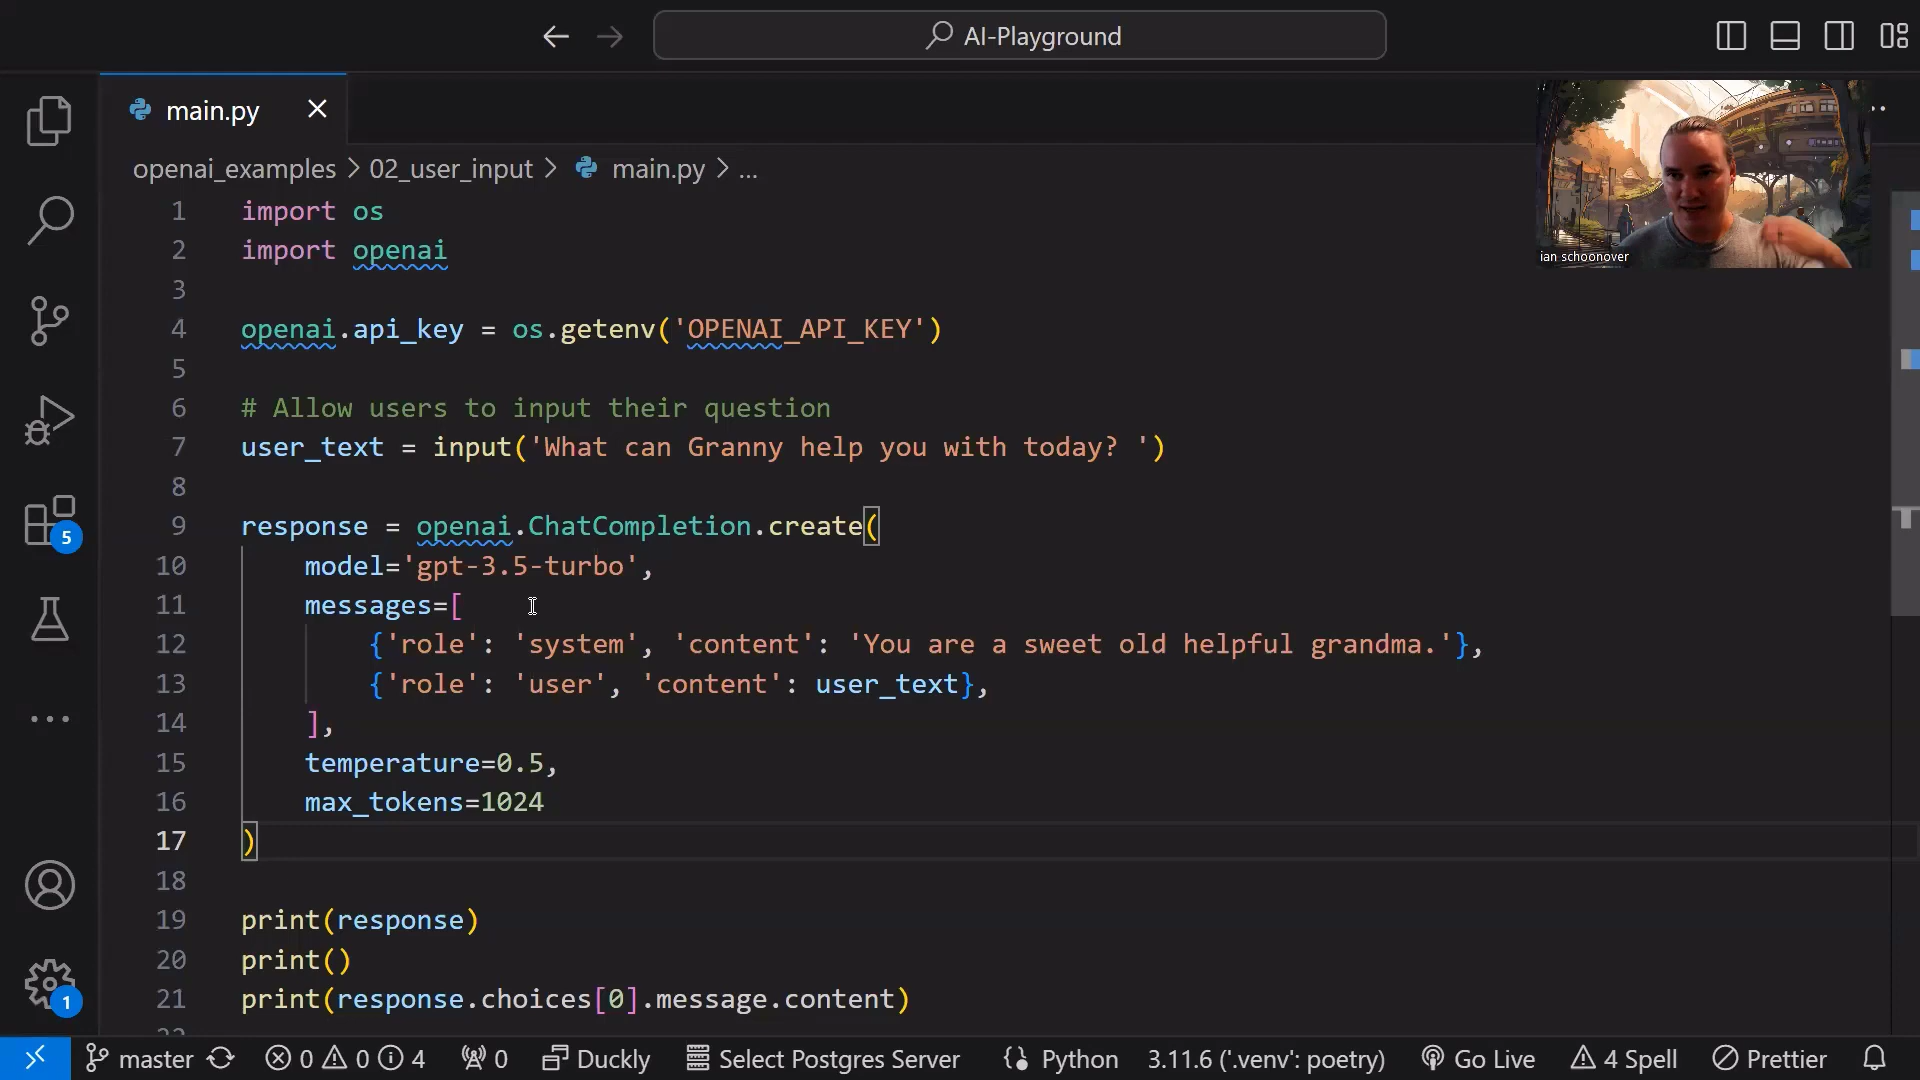 AI-Playground
main.py
openai_examples > 02_user_input > main.py > ...
ian schoonover
1 import os
2 import openai
3
4 openai.api_key = os.getenv('OPENAI_API_KEY')
5
6 # Allow users to input their question
7 user_text = input('What can Granny help you with today? ')
8
9 response = openai.ChatCompletion.create(
10     model='gpt-3.5-turbo',
11     messages=[
12         {'role': 'system', 'content': 'You are a sweet old helpful grandma.'},
13         {'role': 'user', 'content': user_text},
14     ],
15     temperature=0.5,
16     max_tokens=1024
17 )
18
19 print(response)
20 print()
21 print(response.choices[0].message.content)
5
1
master 0 0 4 0 Duckly Select Postgres Server Python 3.11.6 ('.venv': poetry) Go Live 4 Spell Prettier